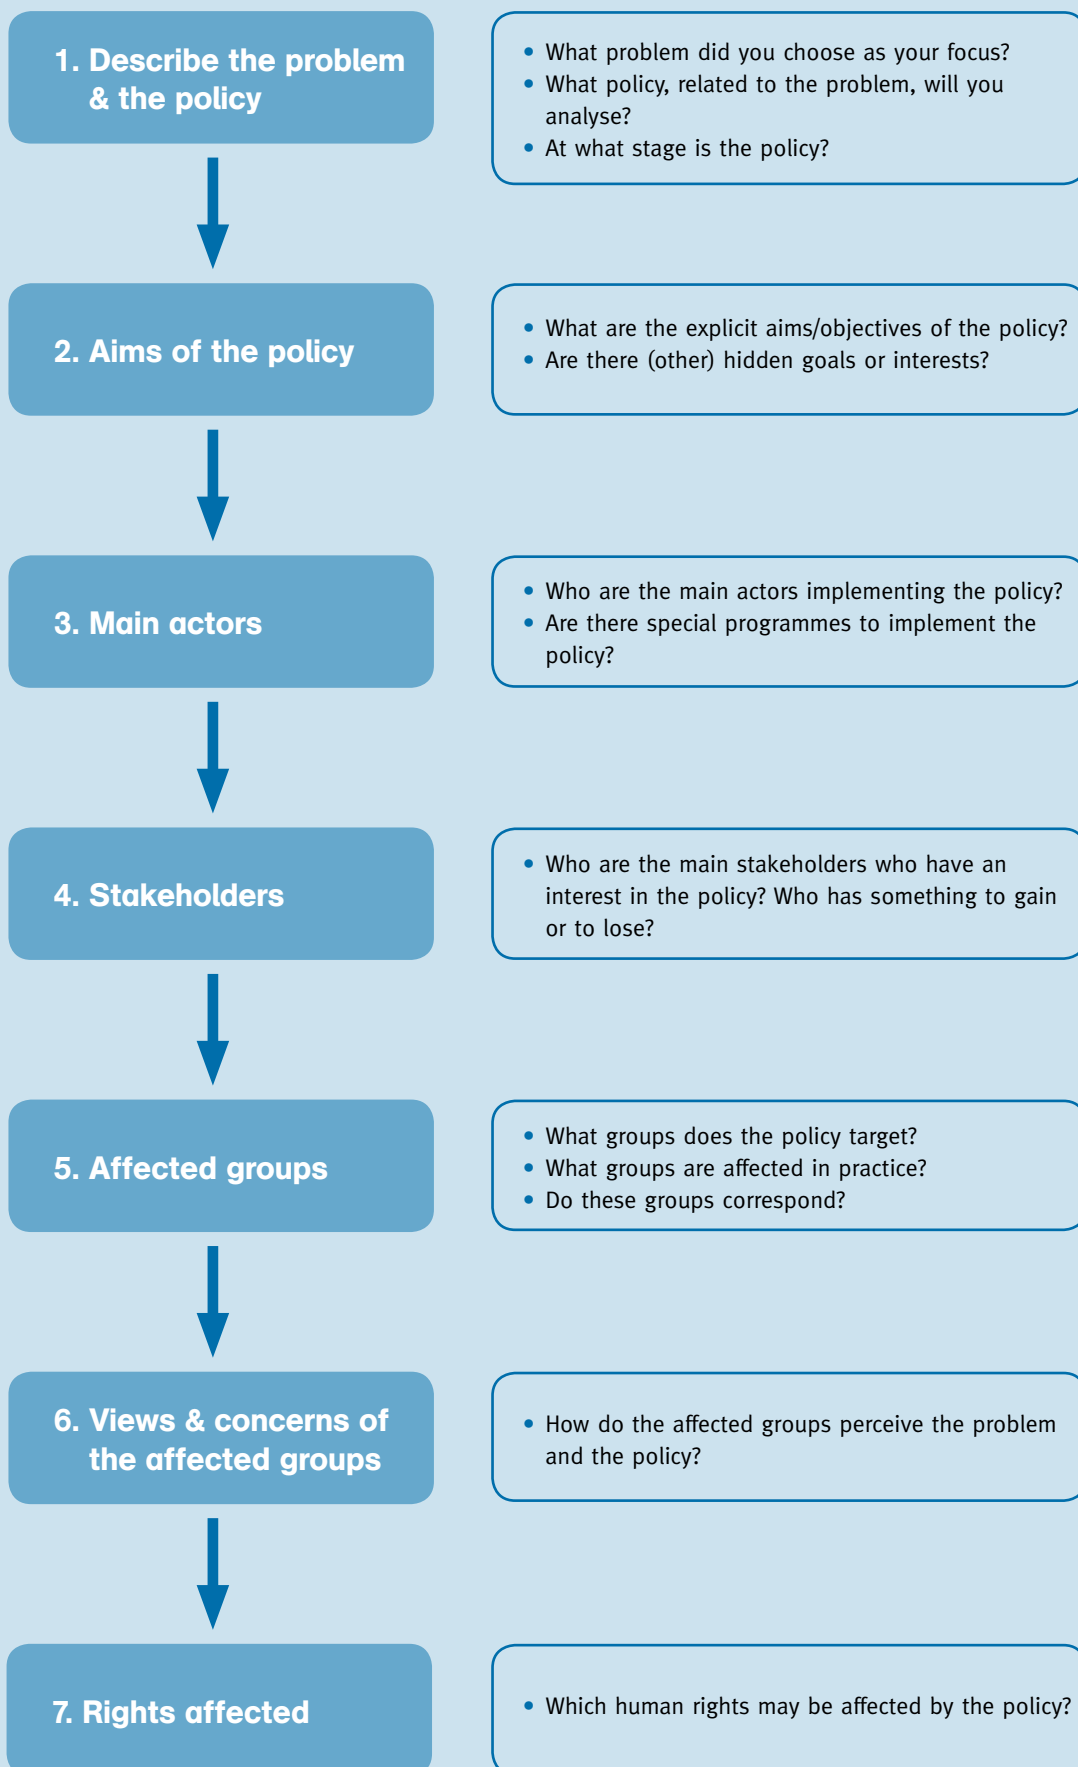 1. Describe the problem
& the policy
• What problem did you choose as your focus?
• What policy, related to the problem, will you
analyse?
• At what stage is the policy?
2. Aims of the policy
• What are the explicit aims/objectives of the policy?
• Are there (other) hidden goals or interests?
3. Main actors
• Who are the main actors implementing the policy?
• Are there special programmes to implement the
policy?
4. Stakeholders
• Who are the main stakeholders who have an
interest in the policy? Who has something to gain
or to lose?
5. Affected groups
• What groups does the policy target?
• What groups are affected in practice?
• Do these groups correspond?
6. Views & concerns of
the affected groups
• How do the affected groups perceive the problem
and the policy?
7. Rights affected
• Which human rights may be affected by the policy?